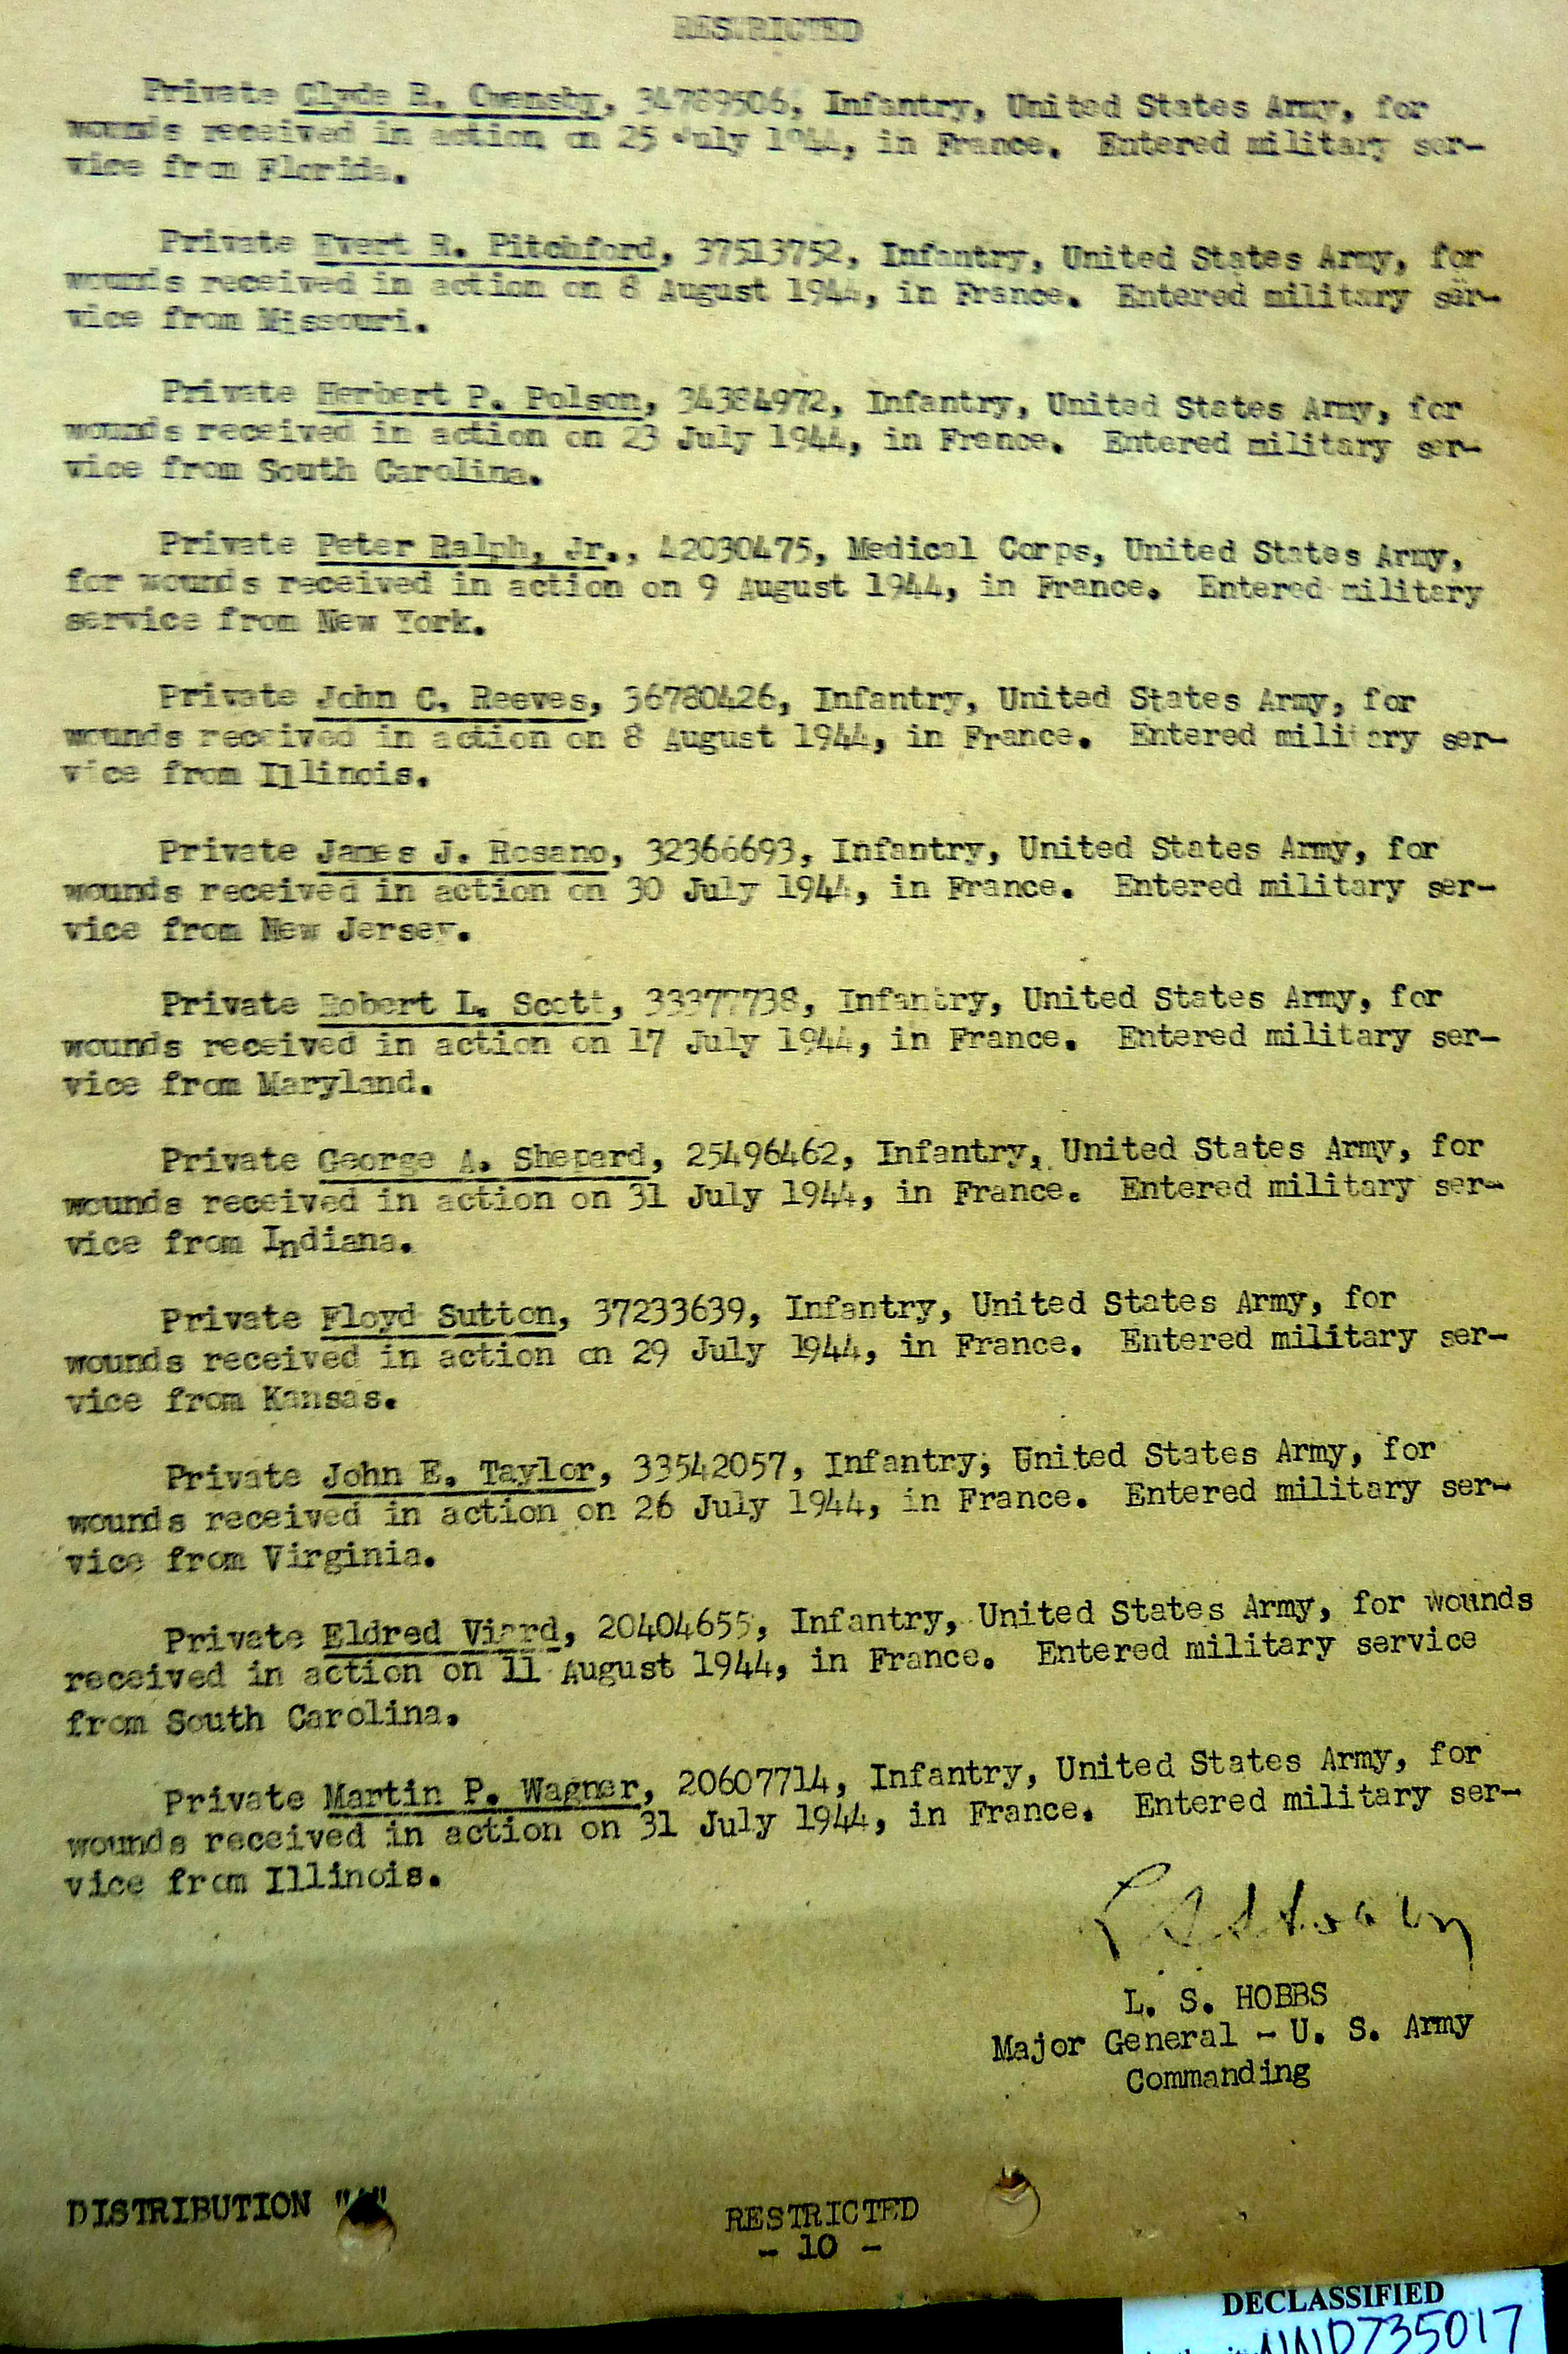 RESTRICTED
Private Clyde R. Owensby, 34789506, Infantry, United States Army, for
wounds received in action on 25 July 1944, in France. Entered military ser-
vice from Florida.
Private Evert R. Pitchford, 37513752, Infantry, United States Army, for
wounds received in action on 8 August 1944, in France. Entered military ser-
vice from Missouri.
Private Herbert P. Polson, 34384972, Infantry, United States Army, for
wounds received in action on 23 July 1944, in France. Entered military ser-
vice from South Carolina.
Private Peter Ralph, Jr., 42030475, Medical Corps, United States Army,
for wounds received in action on 9 August 1944, in France. Entered military
service from New York.
Private John C. Reeves, 36780426, Infantry, United States Army, for
wounds received in action on 8 August 1944, in France. Entered military ser-
vice from Illinois.
Private James J. Rosano, 32366693, Infantry, United States Army, for
wounds received in action on 30 July 1944, in France. Entered military ser-
vice from New Jersey.
Private Robert L. Scott, 33377738, Infantry, United States Army, for
wounds received in action on 17 July 1944, in France. Entered military ser-
vice from Maryland.
Private George A. Shepard, 25496462, Infantry, United States Army, for
wounds received in action on 31 July 1944, in France. Entered military ser-
vice from Indiana.
Private Floyd Sutton, 37233639, Infantry, United States Army, for
wounds received in action on 29 July 1944, in France. Entered military ser-
vice from Kansas.
Private John E. Taylor, 33542057, Infantry, United States Army, for
wounds received in action on 26 July 1944, in France. Entered military ser-
vice from Virginia.
Private Eldred Viard, 20404655, Infantry, United States Army, for wounds
received in action on 11 August 1944, in France. Entered military service
from South Carolina.
Private Martin P. Wagner, 20607714, Infantry, United States Army, for
wounds received in action on 31 July 1944, in France. Entered military ser-
vice from Illinois.
L. S. HOBBS
Major General - U. S. Army
Commanding
DISTRIBUTION
RESTRICTED
- 10 -
DECLASSIFIED
NND735017